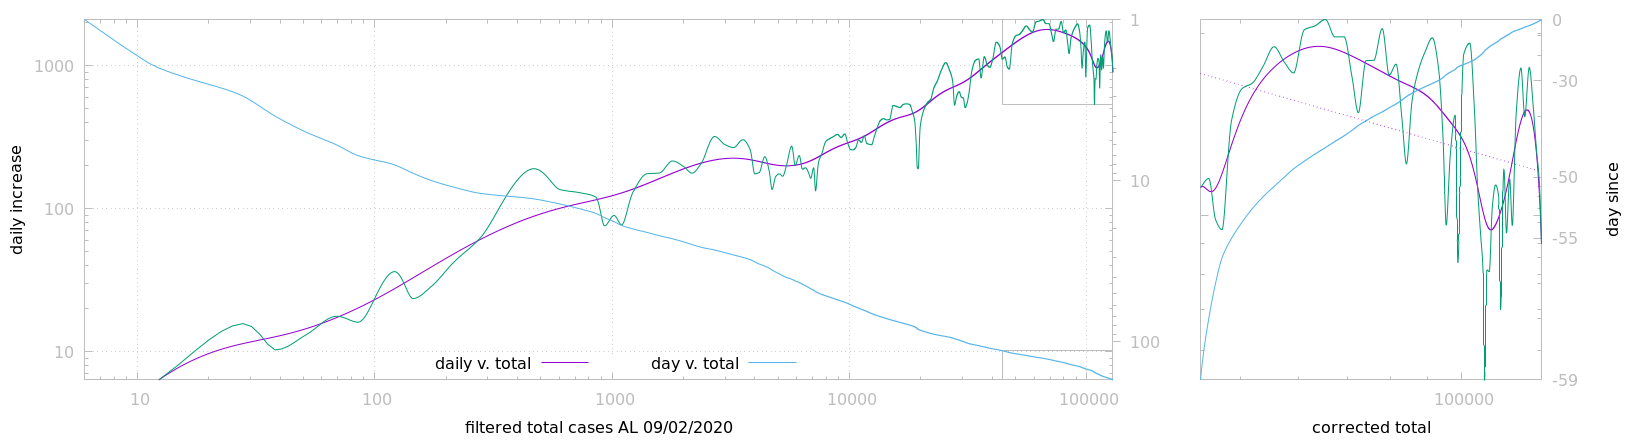 daily increase
1000
100
10
1
10
100
daily v. total
day v. total
10
100
1000
10000
100000
filtered total cases AL 09/02/2020
0
-30
-50
-55
-59
day since
100000
corrected total